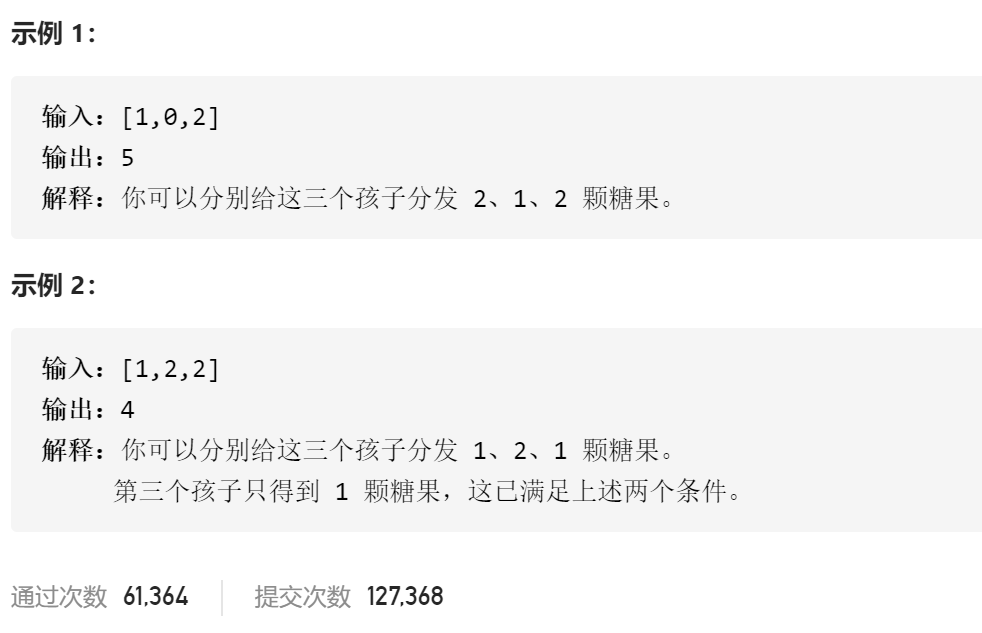 示例 1：
输入：[1,0,2]
输出：5
解释：你可以分别给这三个孩子分发 2、1、2 颗糖果。
示例 2：
输入：[1,2,2]
输出：4
解释：你可以分别给这三个孩子分发 1、2、1 颗糖果。
第三个孩子只得到 1 颗糖果，这已满足上述两个条件。
通过次数 61,364 提交次数 127,368